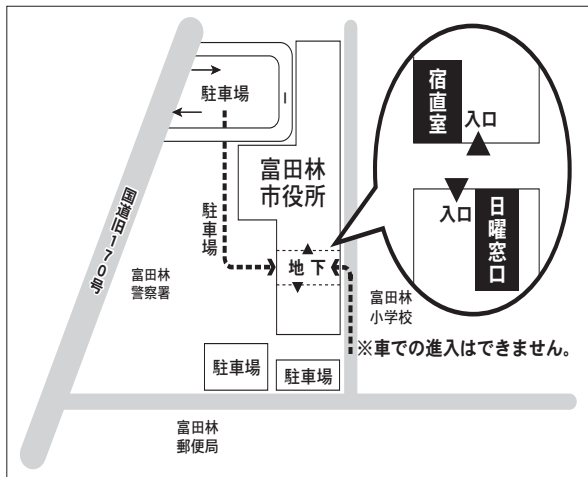 駐車場
富田林
市役所
駐車場
国道旧170号
富田林
警察署
地下
富田林
小学校
※車での進入はできません。
駐車場
駐車場
富田林
郵便局
宿直室
入口
入口
日曜窓口